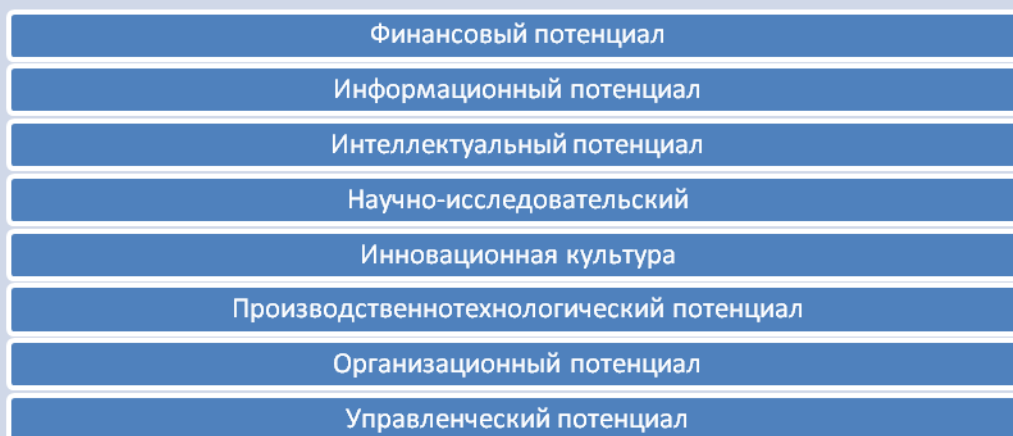 Финансовый потенциал
Информационный потенциал
Интеллектуальный потенциал
Научно-исследовательский
Инновационная культура
Производственнотехнологический потенциал
Организационный потенциал
Управленческий потенциал